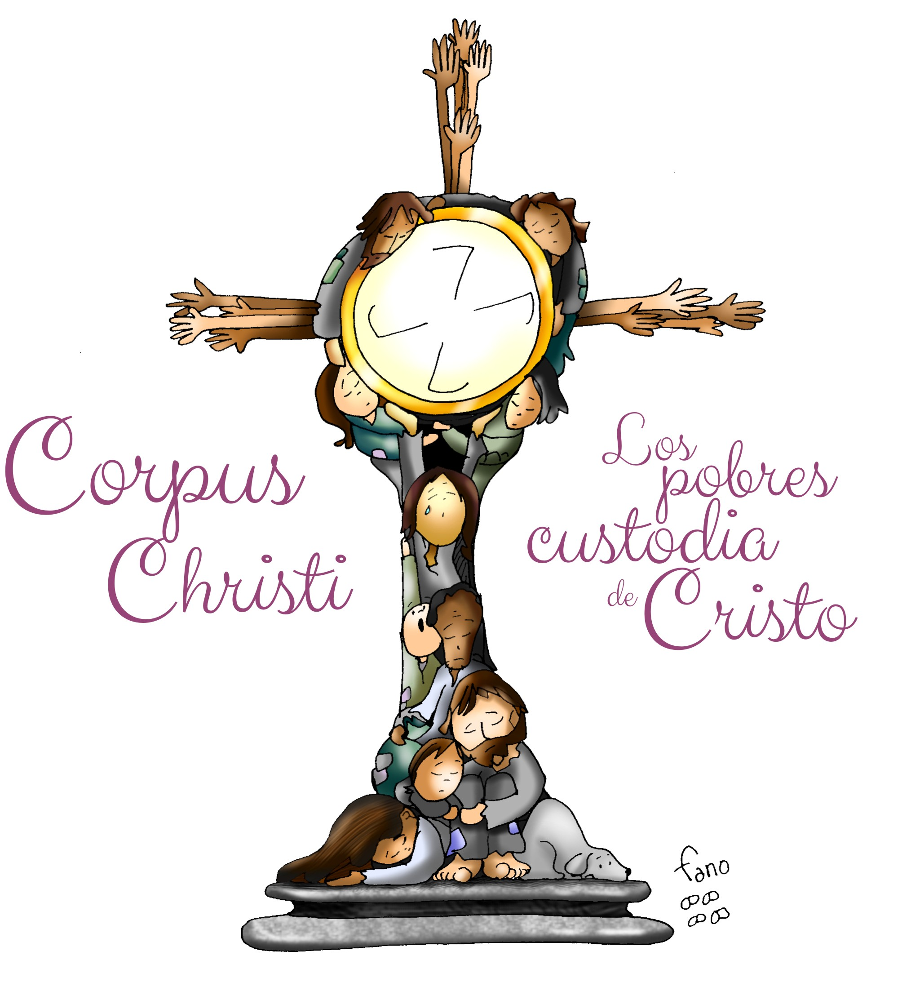 Corpus
Christi
Los
pobres
custodia
de Cristo
fano